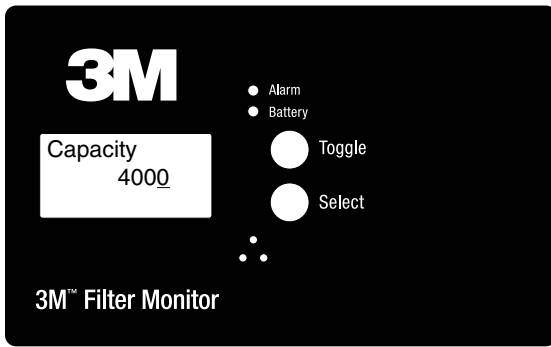 3M
Alarm
Battery
Capacity
4000
Toggle
Select
3M™ Filter Monitor